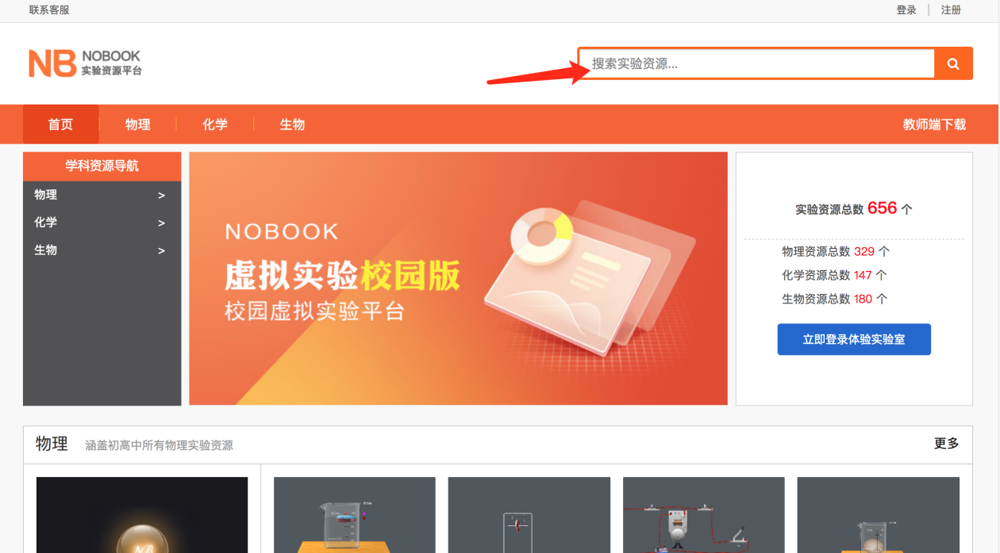 联系客服
登录
注册
NB NOBOOK
实验资源平台
搜索实验资源...
首页
物理
化学
生物
教师端下载
学科资源导航
物理 >
化学 >
生物 >
NOBOOK
虚拟实验校园版
校园虚拟实验平台
实验资源总数 656 个
物理资源总数 329 个
化学资源总数 147 个
生物资源总数 180 个
立即登录体验实验室
物理 涵盖初高中所有物理实验资源
更多
NB